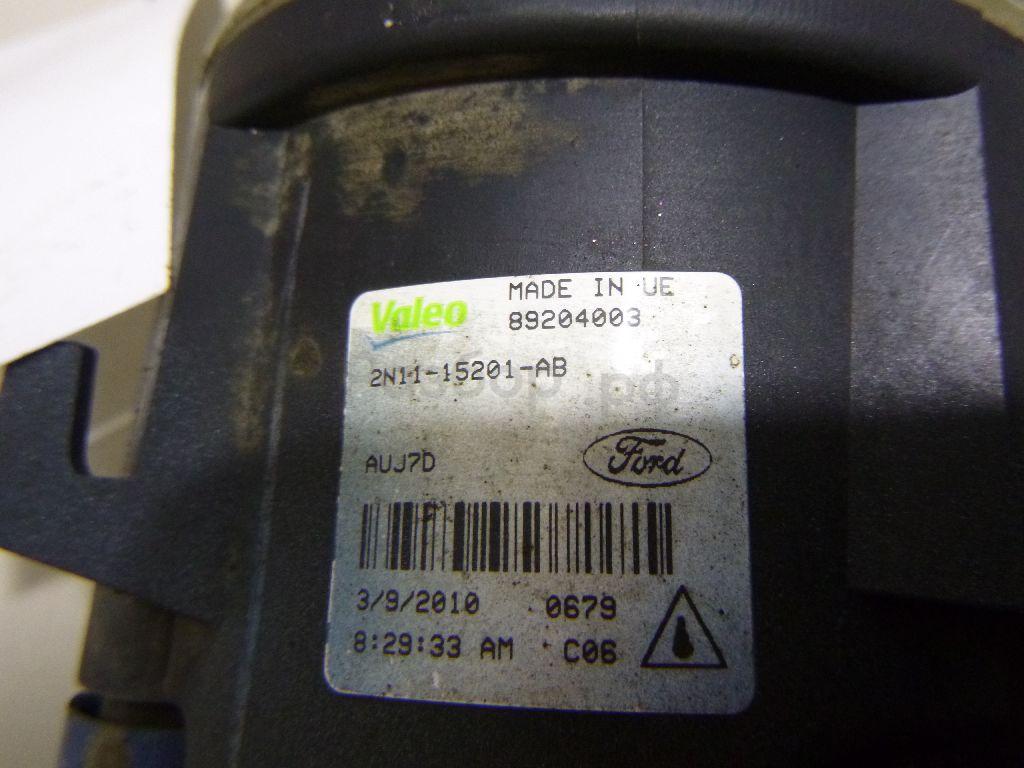 Valeo MADE IN UE
89204003
2N11-15201-AB
AUJ7D Ford
3/9/2010 0679
8:29:33 AM C06